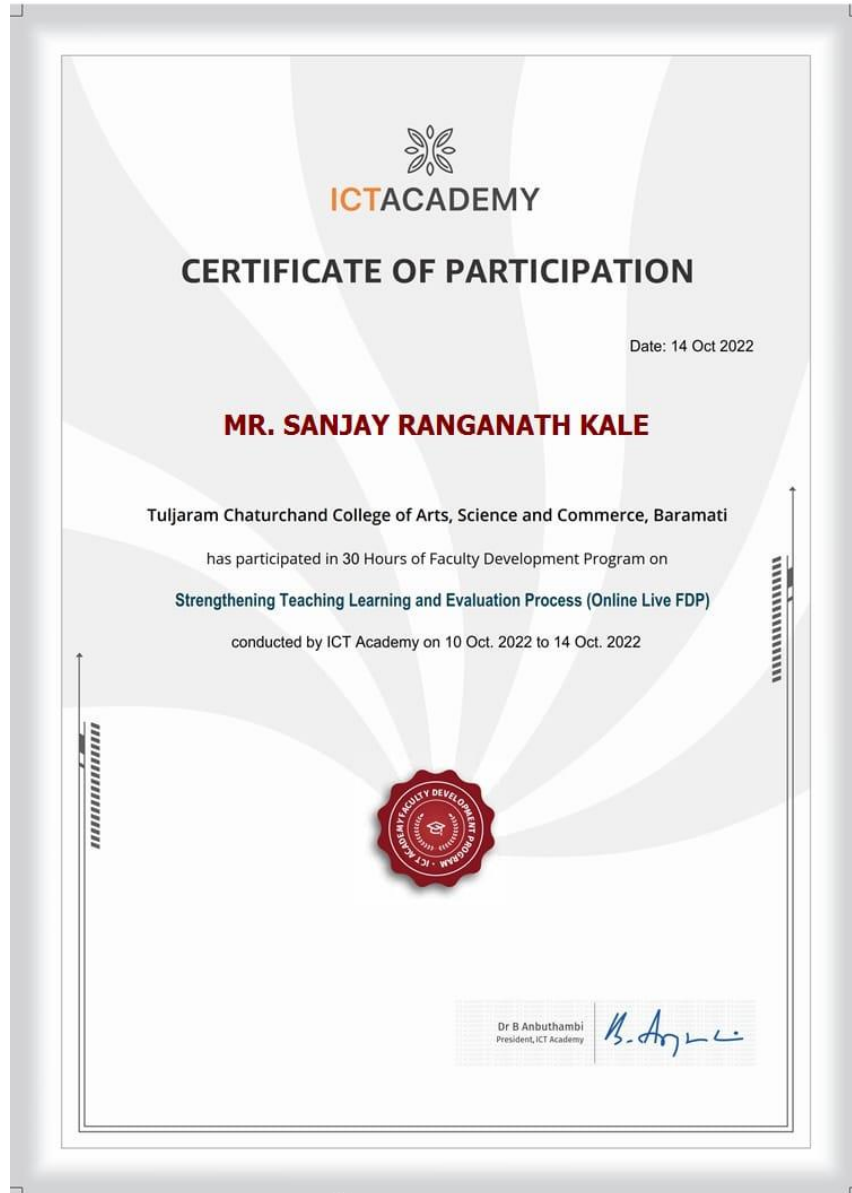 ICTACADEMY
CERTIFICATE OF PARTICIPATION
Date: 14 Oct 2022
MR. SANJAY RANGANATH KALE
Tuljaram Chaturchand College of Arts, Science and Commerce, Baramati
has participated in 30 Hours of Faculty Development Program on
Strengthening Teaching Learning and Evaluation Process (Online Live FDP)
conducted by ICT Academy on 10 Oct. 2022 to 14 Oct. 2022
ICT ACADEMY FACULTY DEVELOPMENT PROGRAM
Dr B Anbuthambi
President, ICT Academy